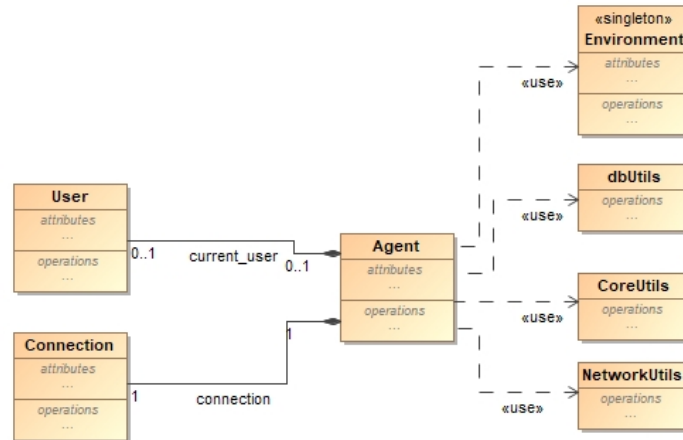 «singleton»
Environment
attributes
...
operations
...
«use»
dbUtils
operations
...
«use»
User
attributes
...
operations
...
0..1
current_user
0..1
Agent
attributes
...
operations
...
CoreUtils
operations
...
«use»
Connection
attributes
...
operations
...
1
connection
1
NetworkUtils
operations
...
«use»